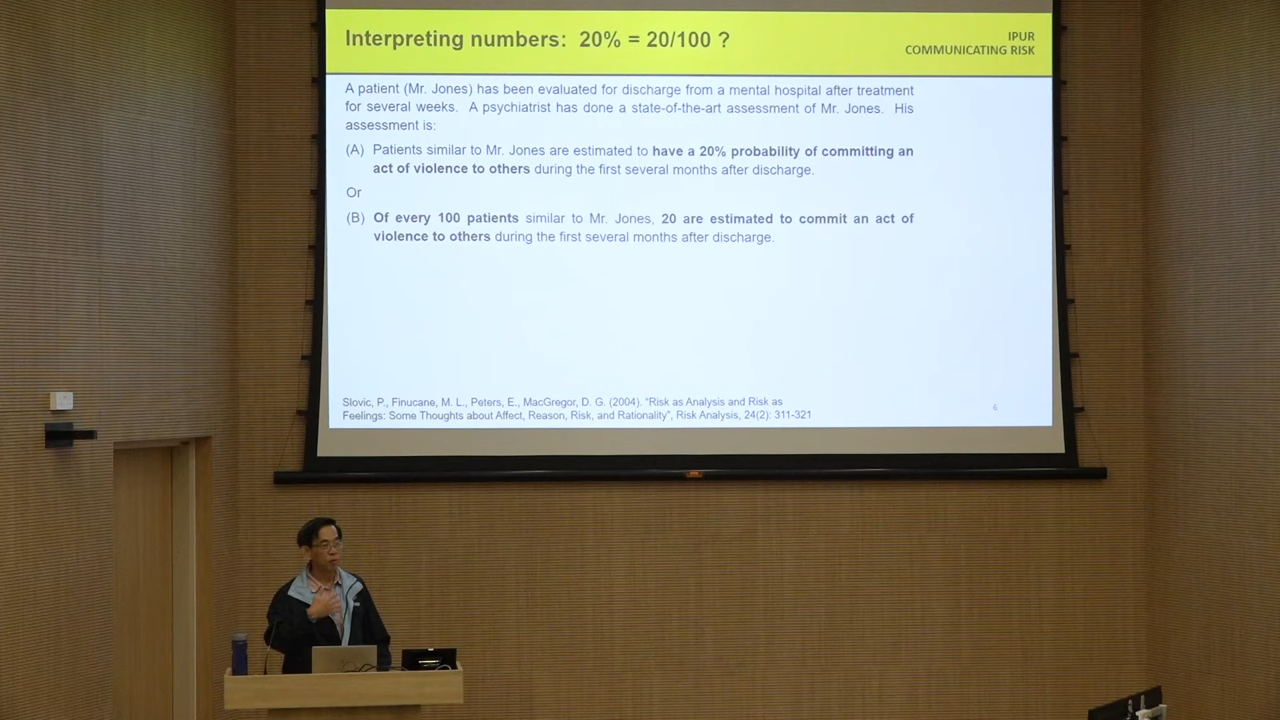 Interpreting numbers: 20% = 20/100 ?
IPUR
COMMUNICATING RISK
A patient (Mr. Jones) has been evaluated for discharge from a mental hospital after treatment
for several weeks. A psychiatrist has done a state-of-the-art assessment of Mr. Jones. His
assessment is:
(A) Patients similar to Mr. Jones are estimated to have a 20% probability of committing an
act of violence to others during the first several months after discharge.
Or
(B) Of every 100 patients similar to Mr. Jones, 20 are estimated to commit an act of
violence to others during the first several months after discharge.
Slovic, P., Finucane, M. L., Peters, E., MacGregor, D. G. (2004). “Risk as Analysis and Risk as
Feelings: Some Thoughts about Affect, Reason, Risk, and Rationality”, Risk Analysis, 24(2): 311-321
6